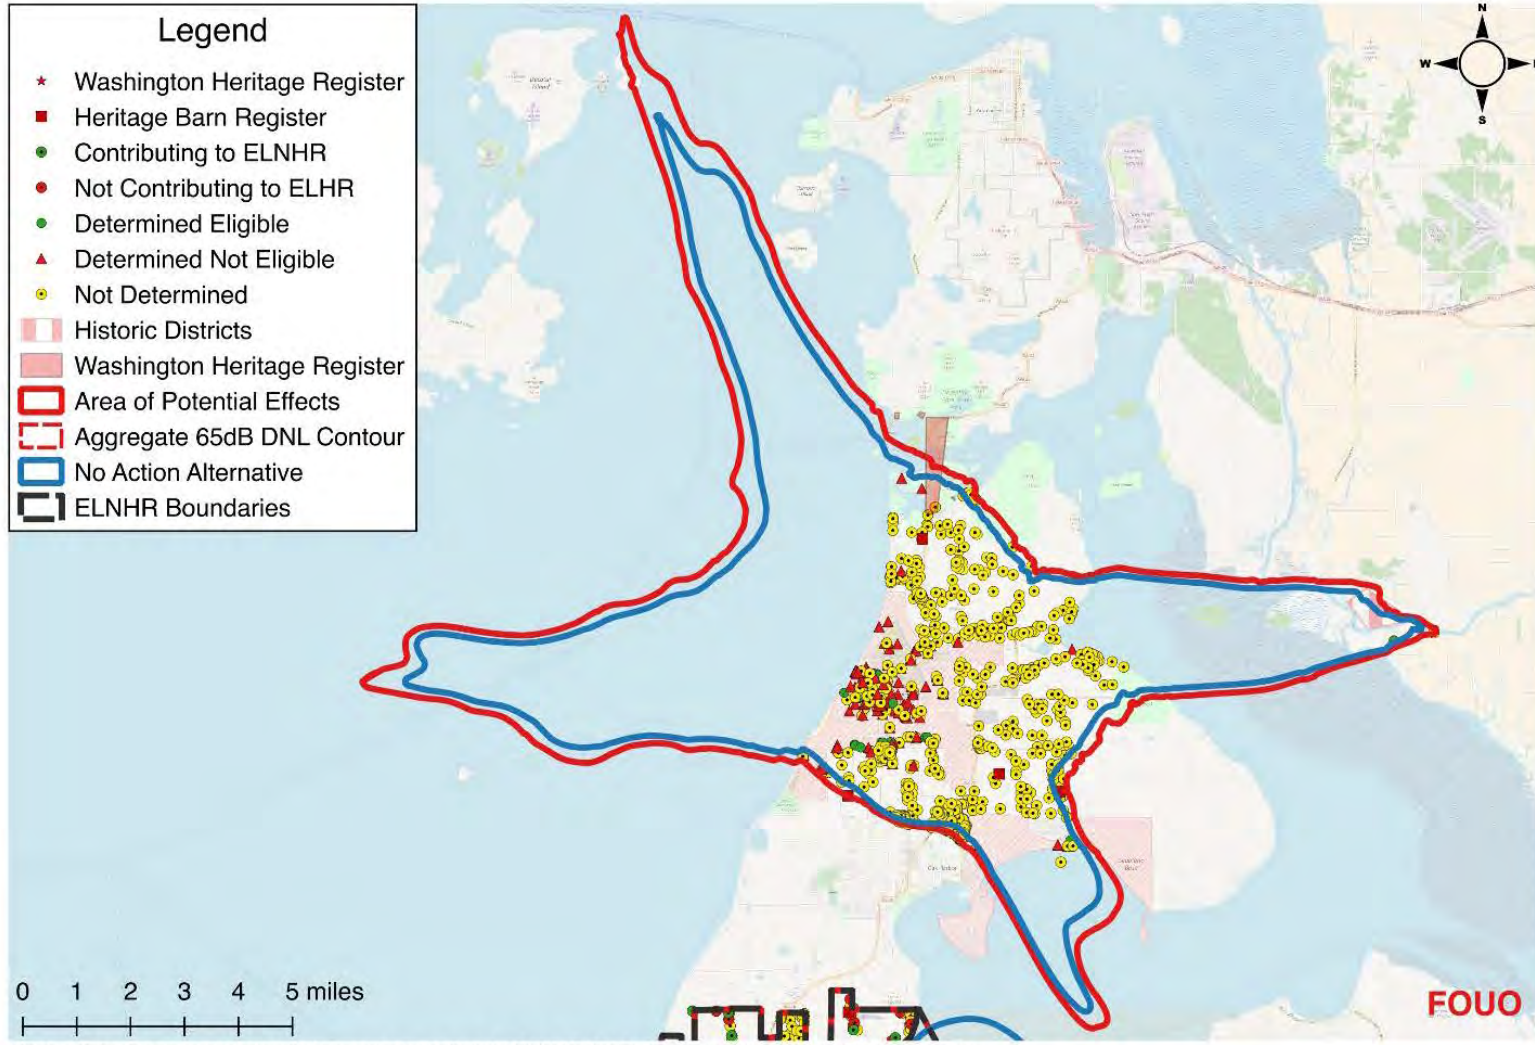 Legend
Washington Heritage Register
Heritage Barn Register
Contributing to ELNHR
Not Contributing to ELHR
Determined Eligible
Determined Not Eligible
Not Determined
Historic Districts
Washington Heritage Register
Area of Potential Effects
Aggregate 65dB DNL Contour
No Action Alternative
ELNHR Boundaries
N
W
S
0 1 2 3 4 5 miles
FOUO